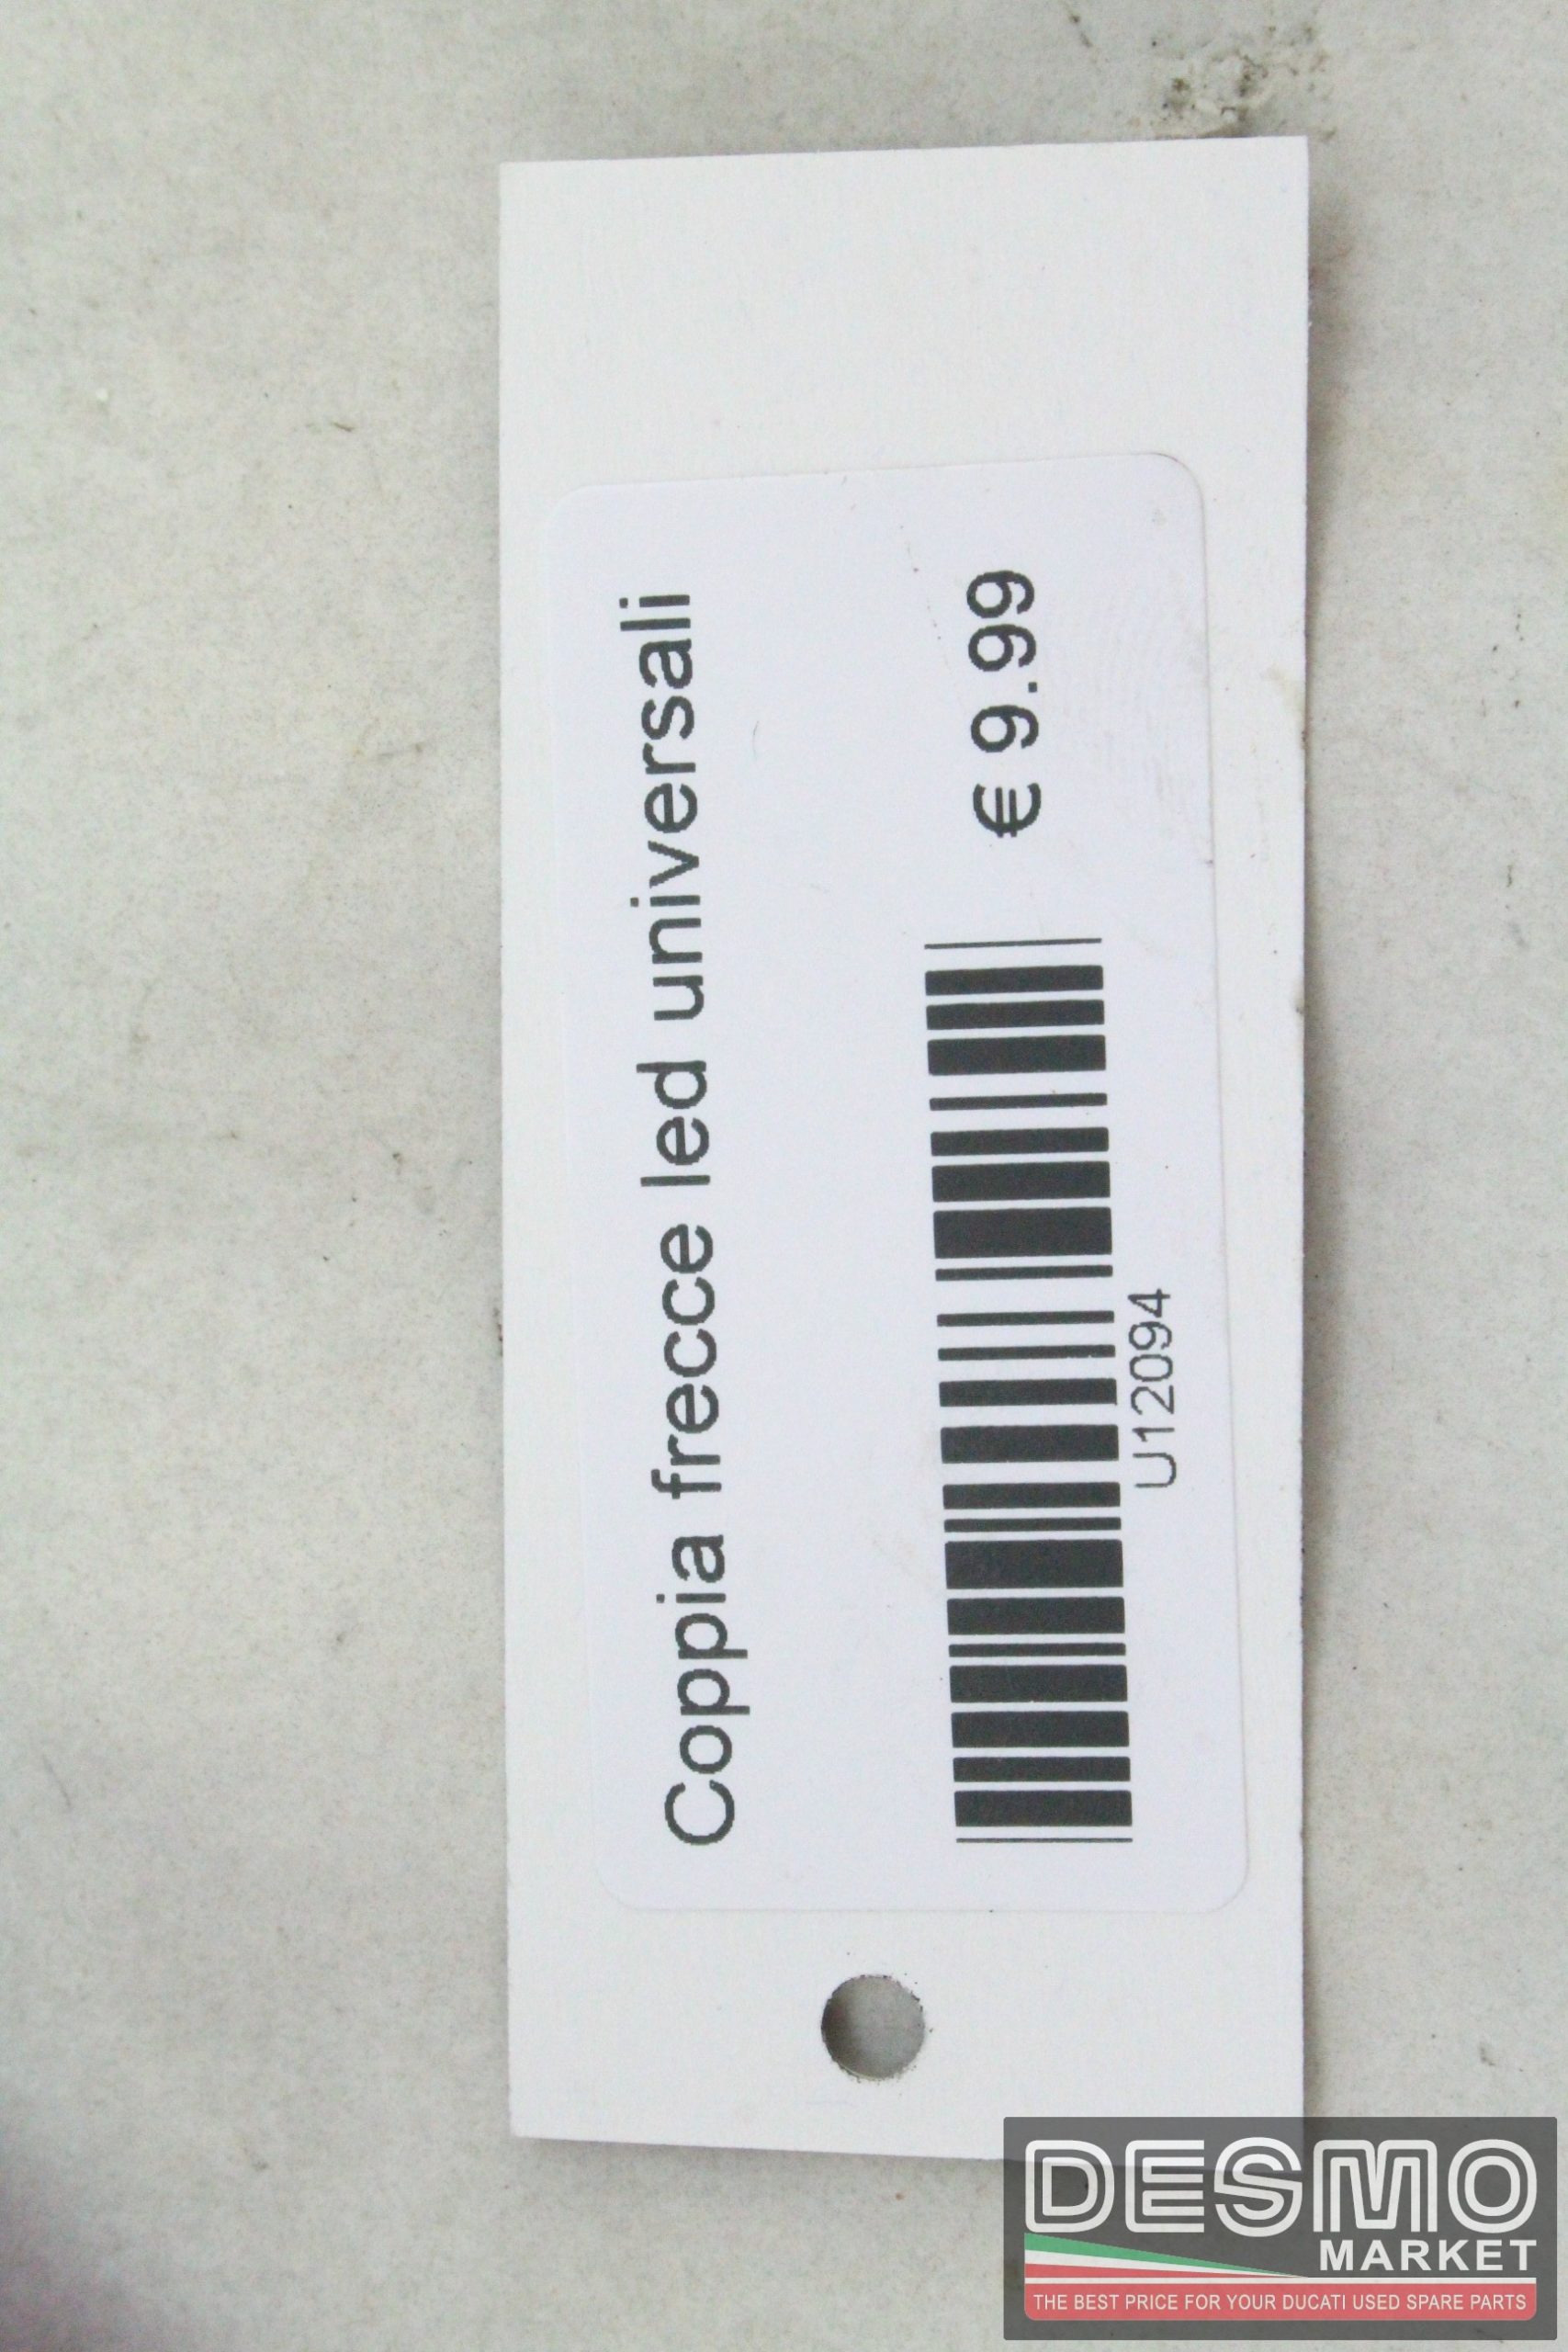 Coppia frecce led universali
€ 9.99
U12094
DESMO
MARKET
THE BEST PRICE FOR YOUR DUCATI USED SPARE PARTS